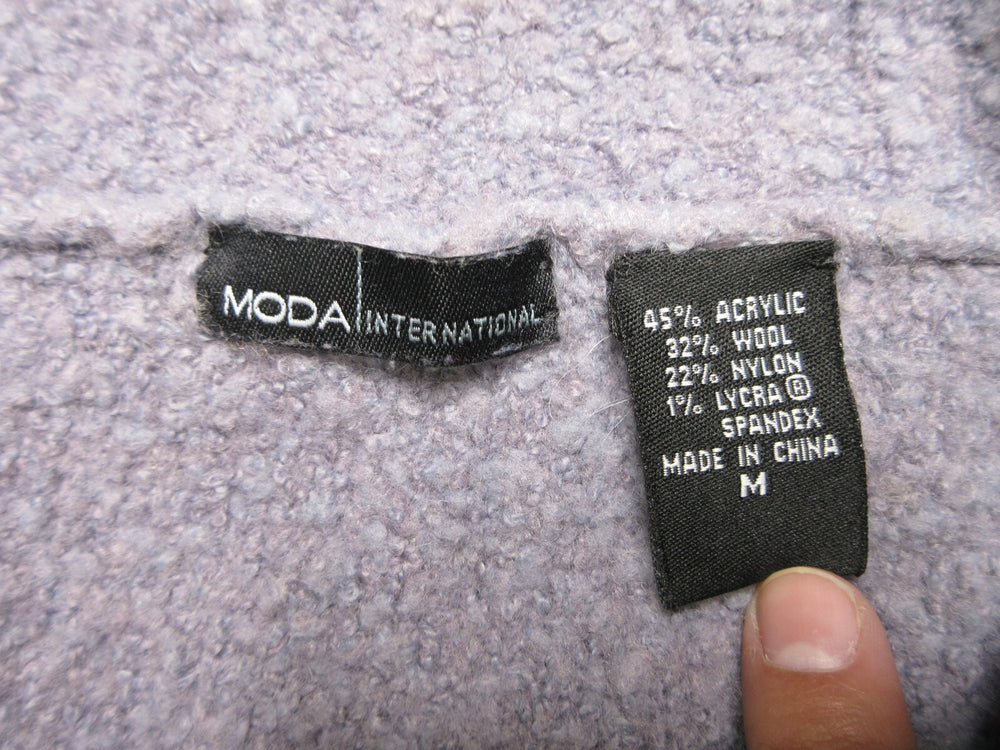 MODA INTERNATIONAL
45% ACRYLIC
32% WOOL
22% NYLON
1% LYCRA®
SPANDEX
MADE IN CHINA
M